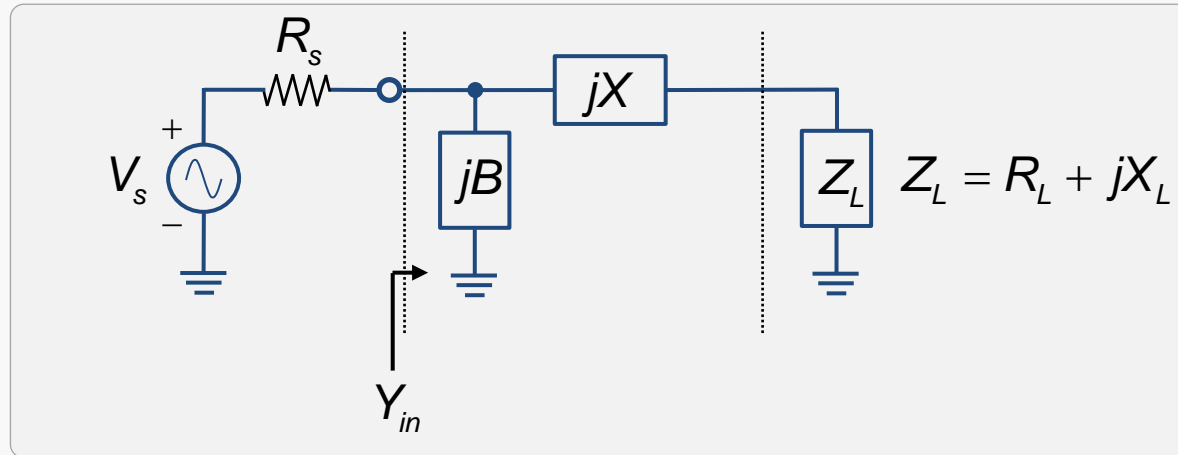 R_s
jX
+
V_s
−
jB
Z_L
Z_L = R_L + jX_L
Y_in